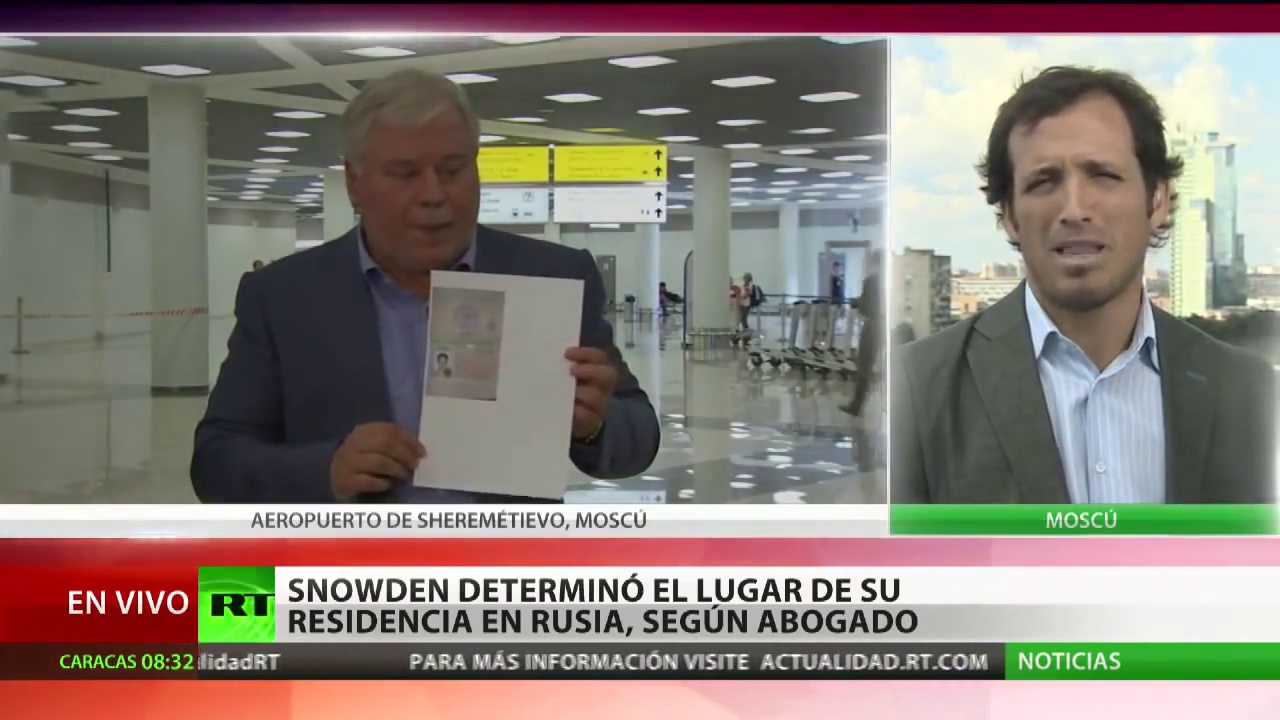 AEROPUERTO DE SHEREMÉTIEVO, MOSCÚ
MOSCÚ
EN VIVO
RT
SNOWDEN DETERMINÓ EL LUGAR DE SU
RESIDENCIA EN RUSIA, SEGÚN ABOGADO
CARACAS 08:32
lidadRT
PARA MÁS INFORMACIÓN VISITE ACTUALIDAD.RT.COM
NOTICIAS